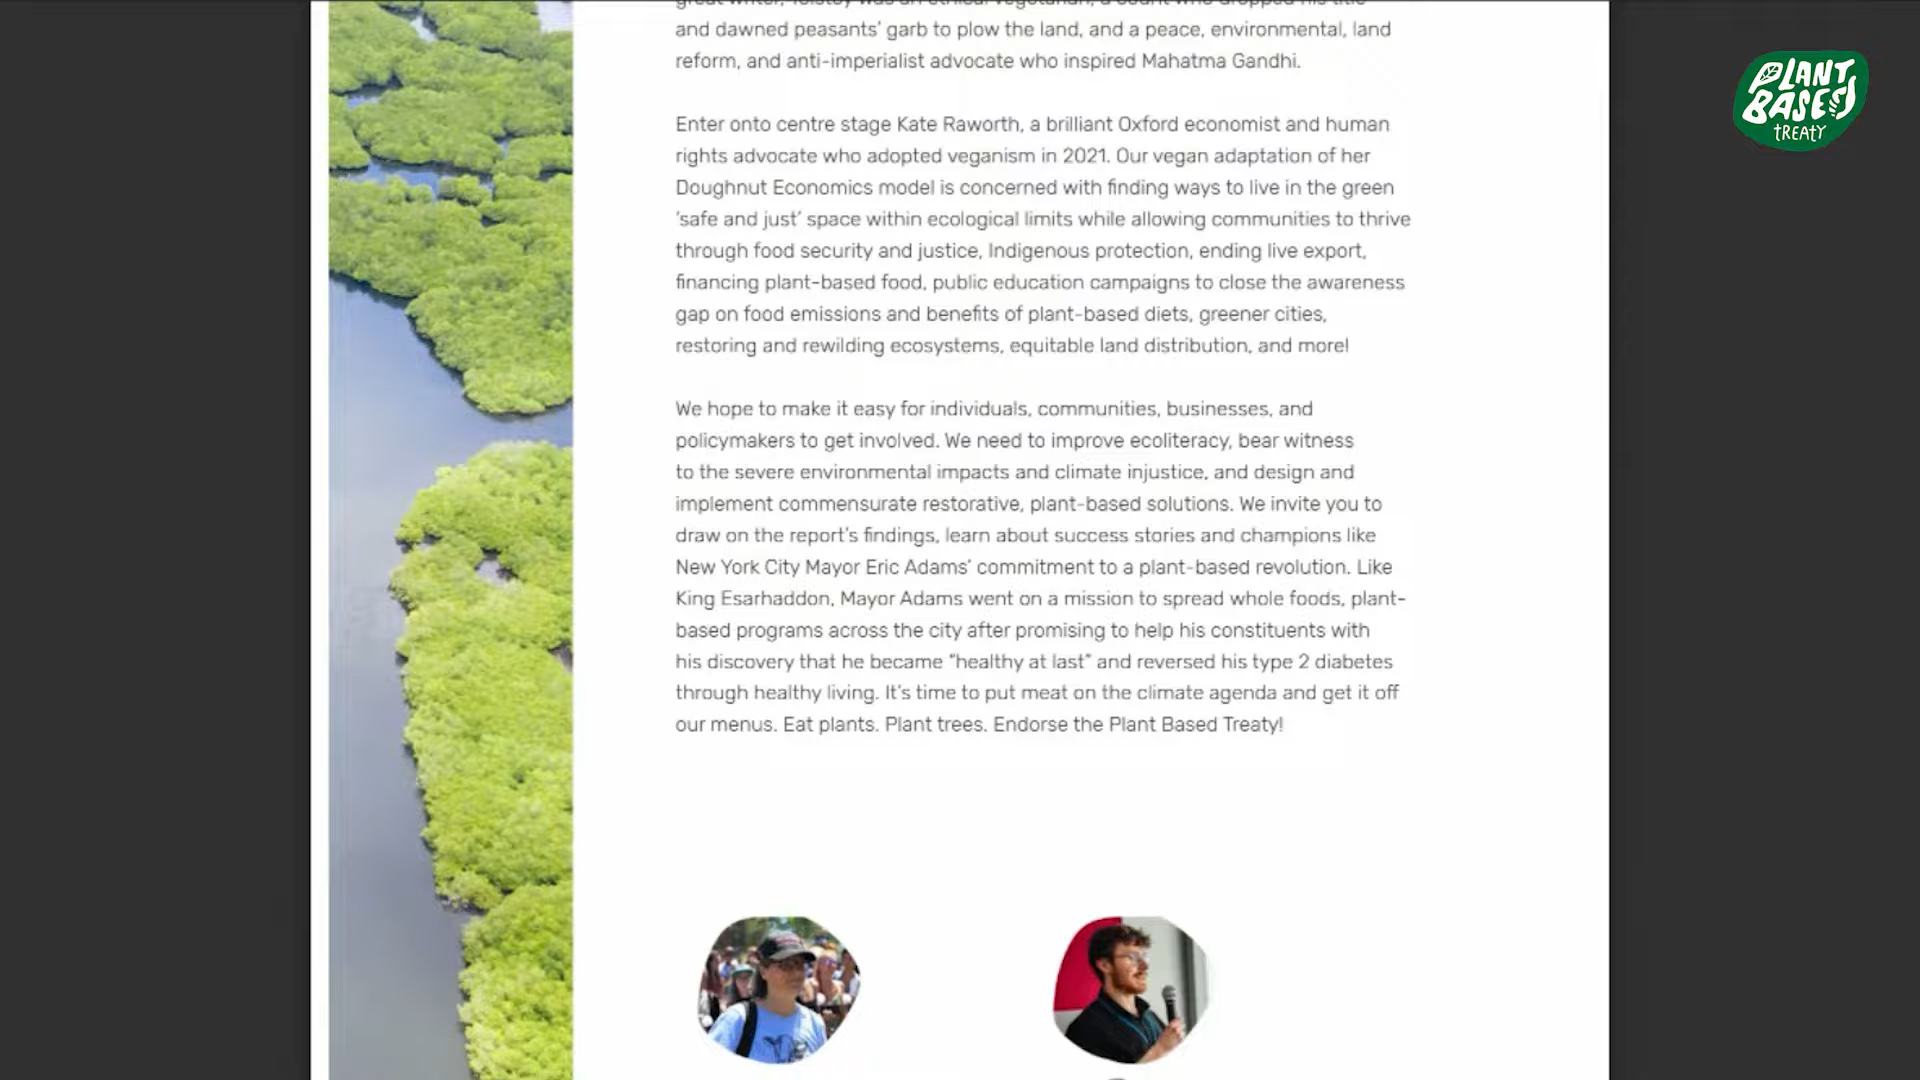 great writer, Tolstoy was an ethical vegetarian, a count who dropped his title
and dawned peasants' garb to plow the land, and a peace, environmental, land
reform, and anti-imperialist advocate who inspired Mahatma Gandhi.
Enter onto centre stage Kate Raworth, a brilliant Oxford economist and human
rights advocate who adopted veganism in 2021. Our vegan adaptation of her
Doughnut Economics model is concerned with finding ways to live in the green
'safe and just' space within ecological limits while allowing communities to thrive
through food security and justice, Indigenous protection, ending live export,
financing plant-based food, public education campaigns to close the awareness
gap on food emissions and benefits of plant-based diets, greener cities,
restoring and rewilding ecosystems, equitable land distribution, and more!
We hope to make it easy for individuals, communities, businesses, and
policymakers to get involved. We need to improve ecoliteracy, bear witness
to the severe environmental impacts and climate injustice, and design and
implement commensurate restorative, plant-based solutions. We invite you to
draw on the report's findings, learn about success stories and champions like
New York City Mayor Eric Adams' commitment to a plant-based revolution. Like
King Esarhaddon, Mayor Adams went on a mission to spread whole foods, plant-
based programs across the city after promising to help his constituents with
his discovery that he became "healthy at last" and reversed his type 2 diabetes
through healthy living. It's time to put meat on the climate agenda and get it off
our menus. Eat plants. Plant trees. Endorse the Plant Based Treaty!
PLANT
BASED
TREATY